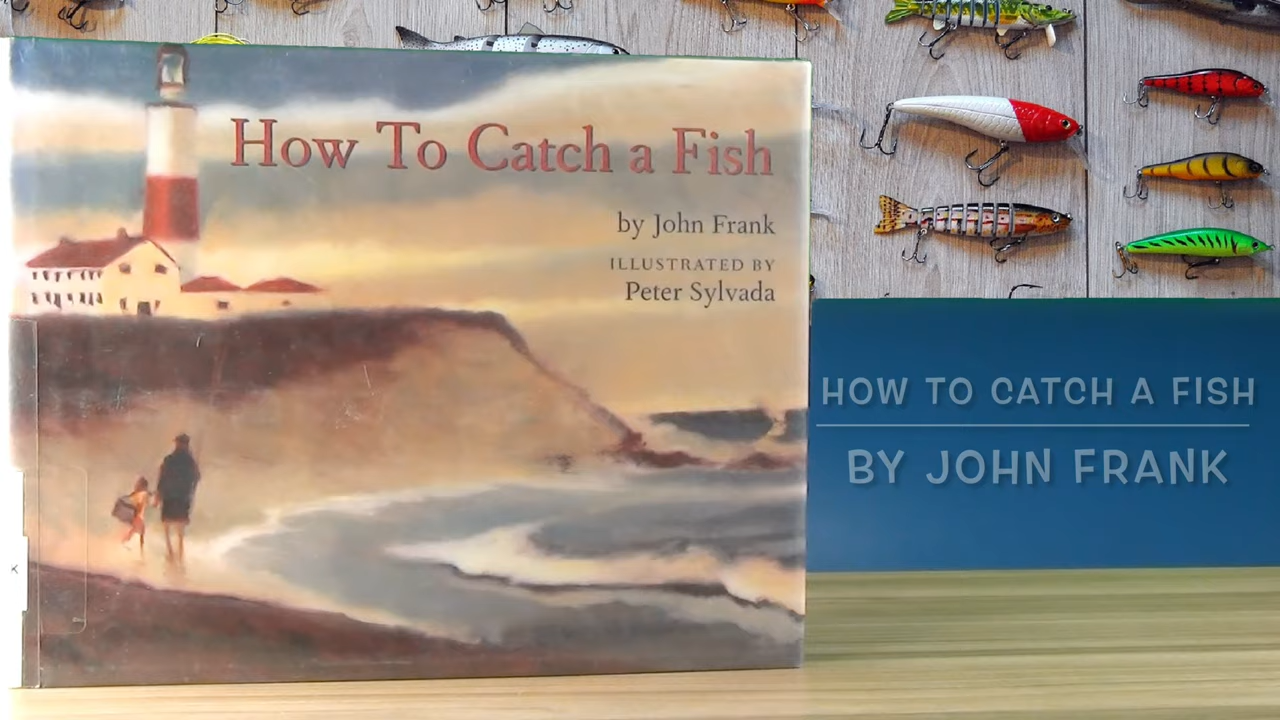 How To Catch a Fish
by John Frank
ILLUSTRATED BY
Peter Sylvada
K
HOW TO CATCH A FISH
BY JOHN FRANK